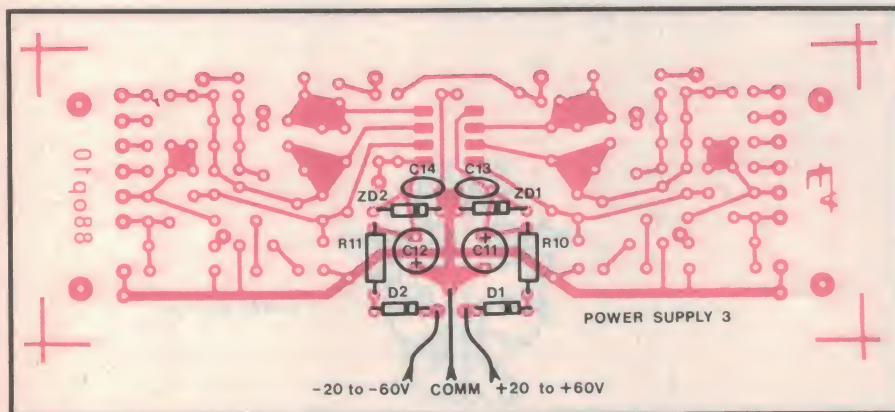 C14 C13
ZD2 ZD1
R11 C12 + + C11 R10
D2 D1
POWER SUPPLY 3
-20 to -60V COMM +20 to +60V